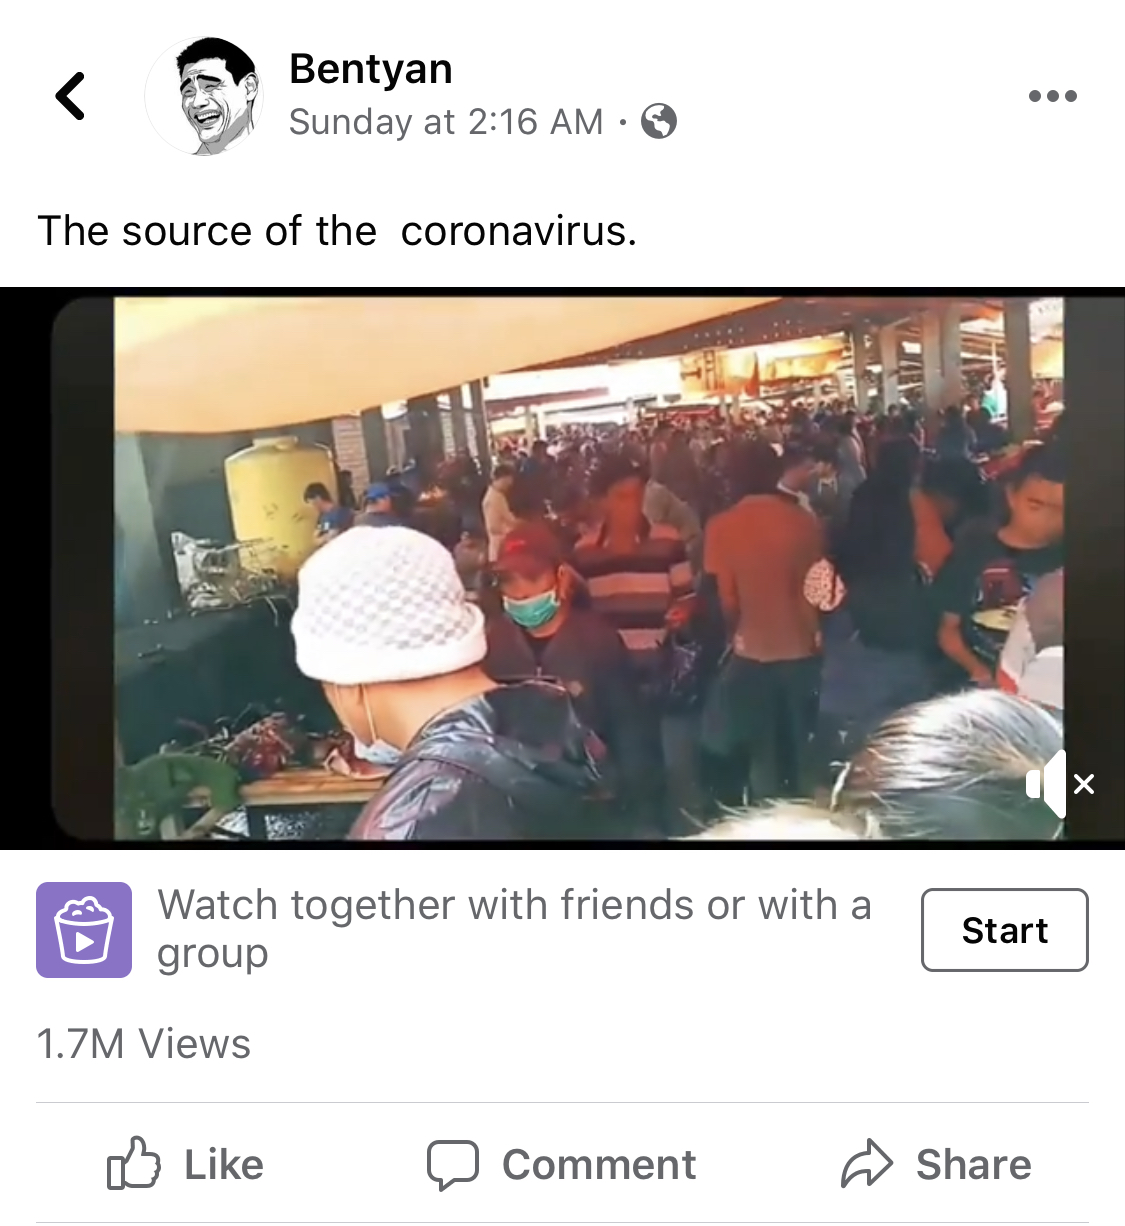 Bentyan
Sunday at 2:16 AM ·
The source of the  coronavirus.
Watch together with friends or with a
group
Start
1.7M Views
Like
Comment
Share